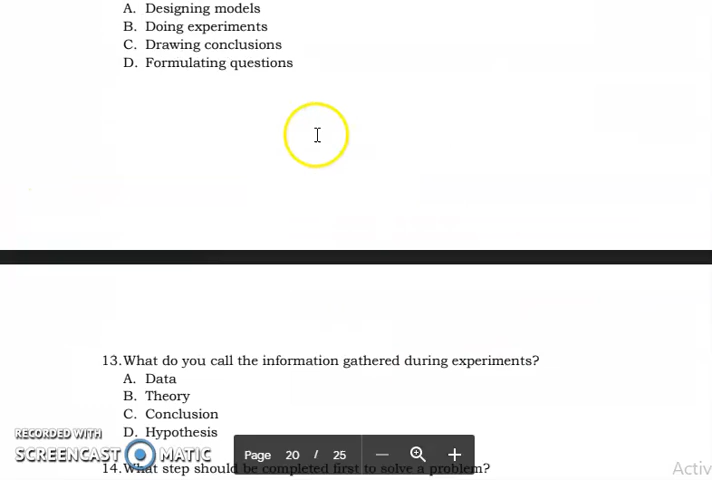 A. Designing models
B. Doing experiments
C. Drawing conclusions
D. Formulating questions
13.What do you call the information gathered during experiments?
A. Data
B. Theory
C. Conclusion
D. Hypothesis
RECORDED WITH
SCREENCAST MATIC
Page 20 / 25
14.What step should be completed first to solve a problem?
Activ